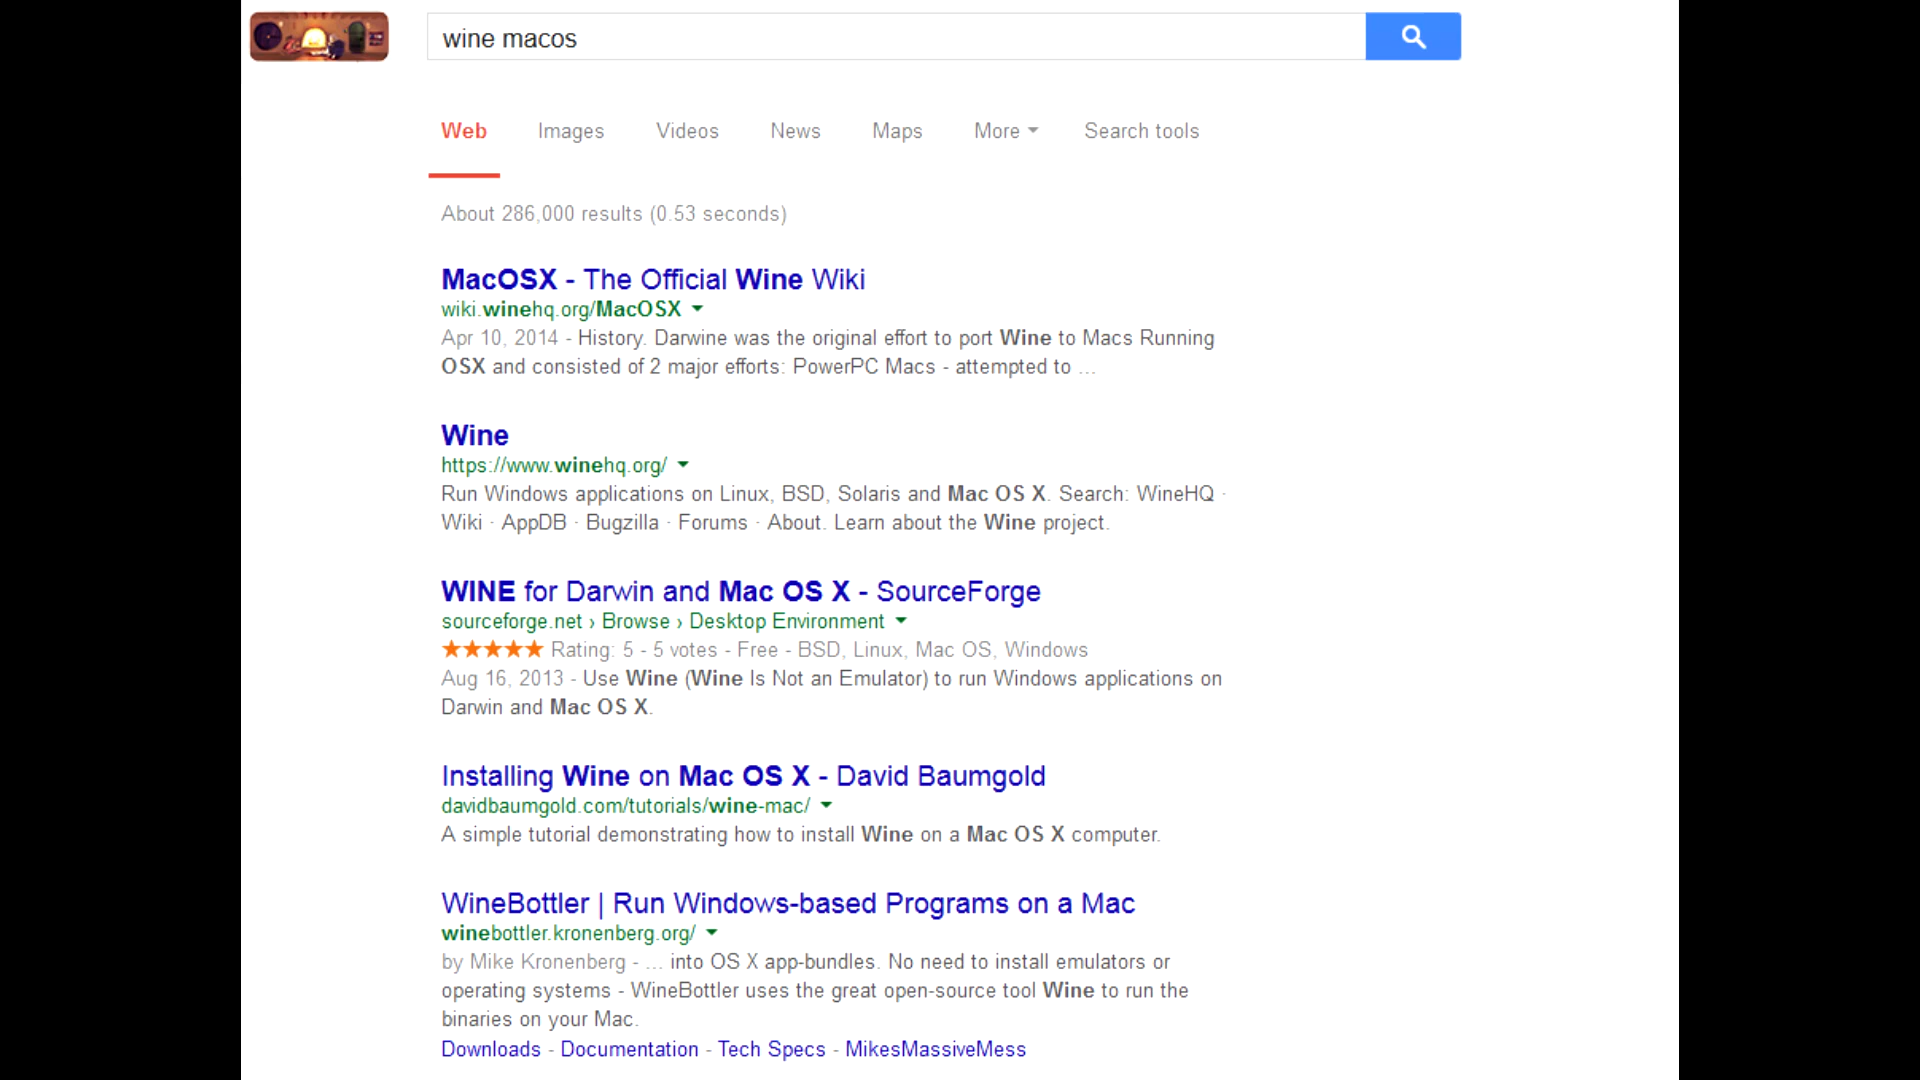 wine macos
Web Images Videos News Maps More Search tools
About 286,000 results (0.53 seconds)
MacOSX - The Official Wine Wiki
wiki.winehq.org/MacOSX
Apr 10, 2014 - History. Darwine was the original effort to port Wine to Macs Running
OSX and consisted of 2 major efforts: PowerPC Macs - attempted to ...
Wine
https://www.winehq.org/
Run Windows applications on Linux, BSD, Solaris and Mac OS X. Search: WineHQ ·
Wiki · AppDB · Bugzilla · Forums · About. Learn about the Wine project.
WINE for Darwin and Mac OS X - SourceForge
sourceforge.net › Browse › Desktop Environment
★★★★★ Rating: 5 - 5 votes - Free - BSD, Linux, Mac OS, Windows
Aug 16, 2013 - Use Wine (Wine Is Not an Emulator) to run Windows applications on
Darwin and Mac OS X.
Installing Wine on Mac OS X - David Baumgold
davidbaumgold.com/tutorials/wine-mac/
A simple tutorial demonstrating how to install Wine on a Mac OS X computer.
WineBottler | Run Windows-based Programs on a Mac
winebottler.kronenberg.org/
by Mike Kronenberg - ... into OS X app-bundles. No need to install emulators or
operating systems - WineBottler uses the great open-source tool Wine to run the
binaries on your Mac.
Downloads - Documentation - Tech Specs - MikesMassiveMess